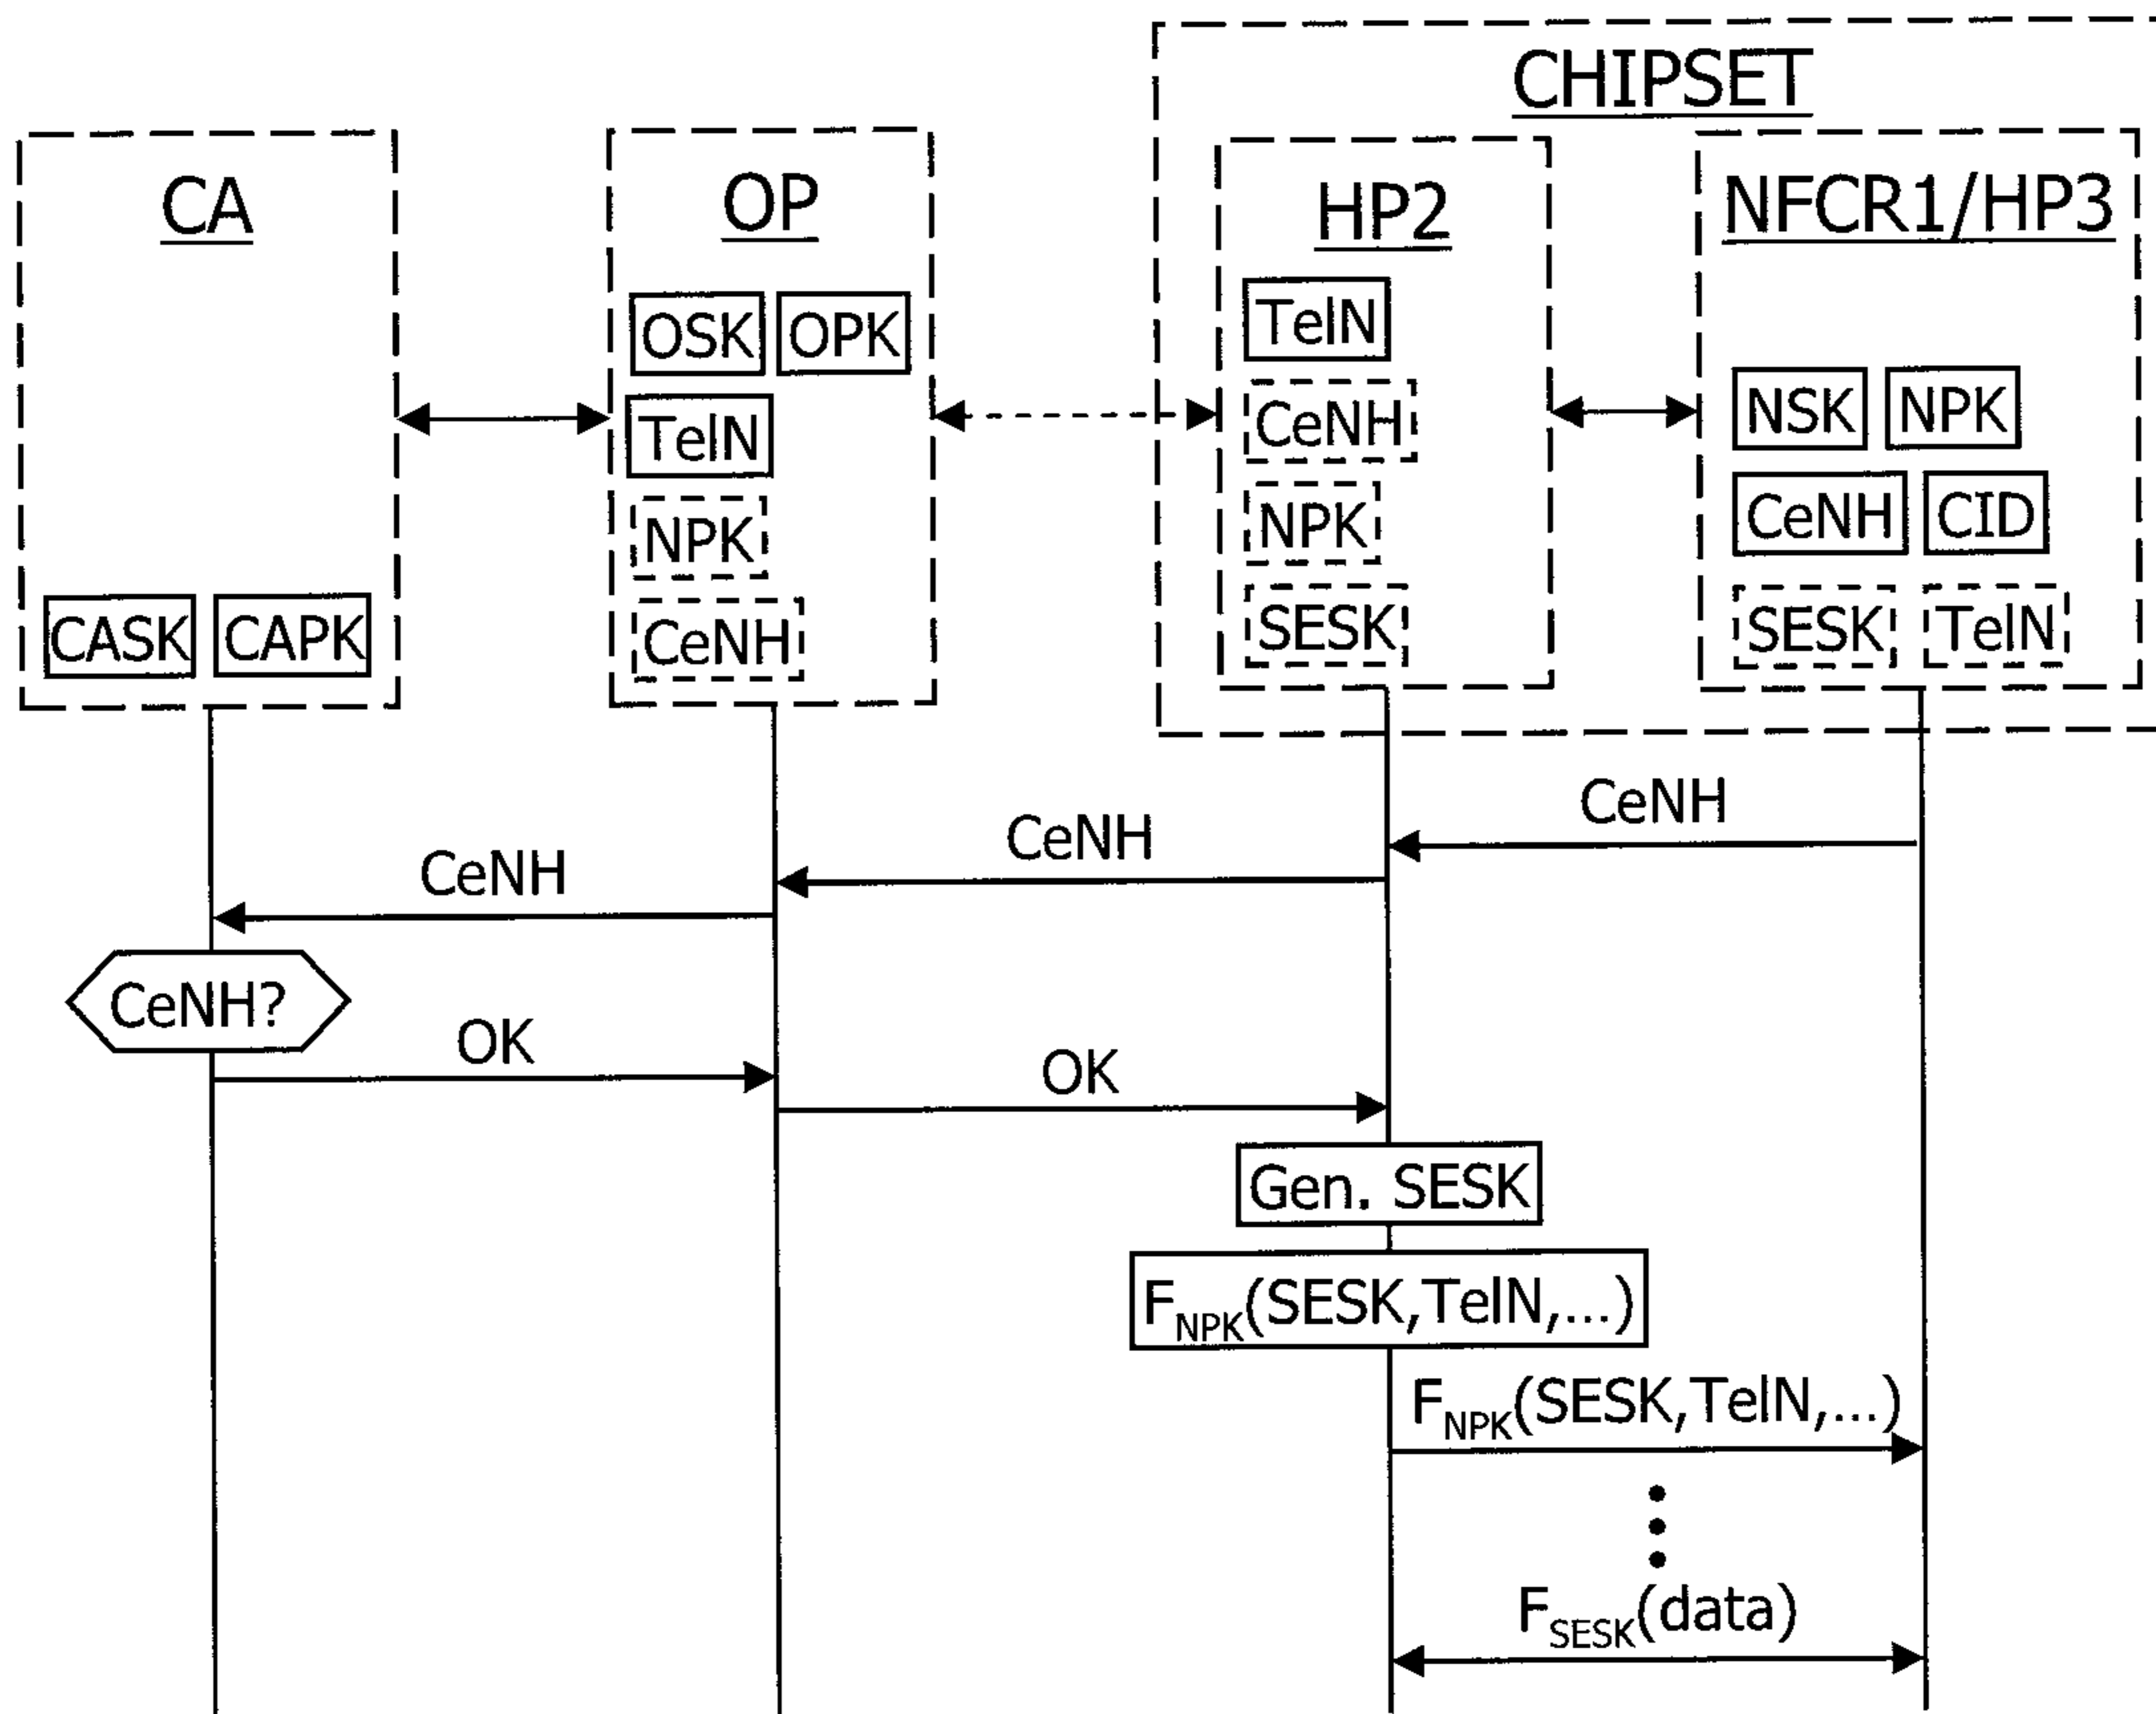 CHIPSET
CA
OP
HP2
NFCR1/HP3
OSK
OPK
TelN
NPK
CeNH
CASK
CAPK
TelN
CeNH
NPK
SESK
NSK
NPK
CeNH
CID
SESK
TelN
CeNH
CeNH
CeNH
CeNH?
OK
OK
Gen. SESK
FNPK(SESK,TelN,...)
FNPK(SESK,TelN,...)
FSESK(data)